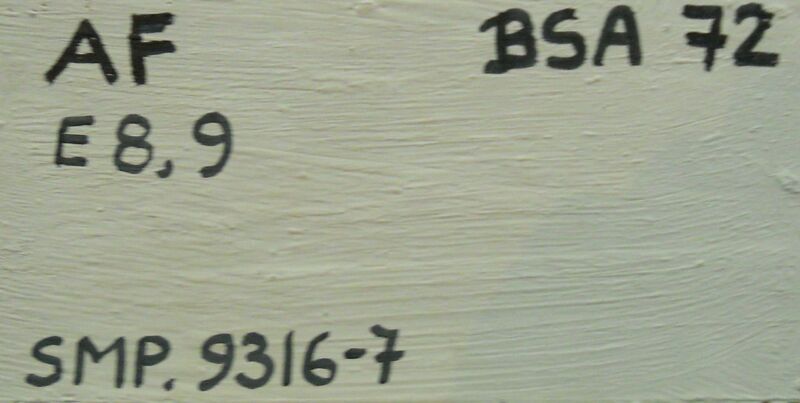 AF BSA 72
E 8, 9
SMP. 9316-7